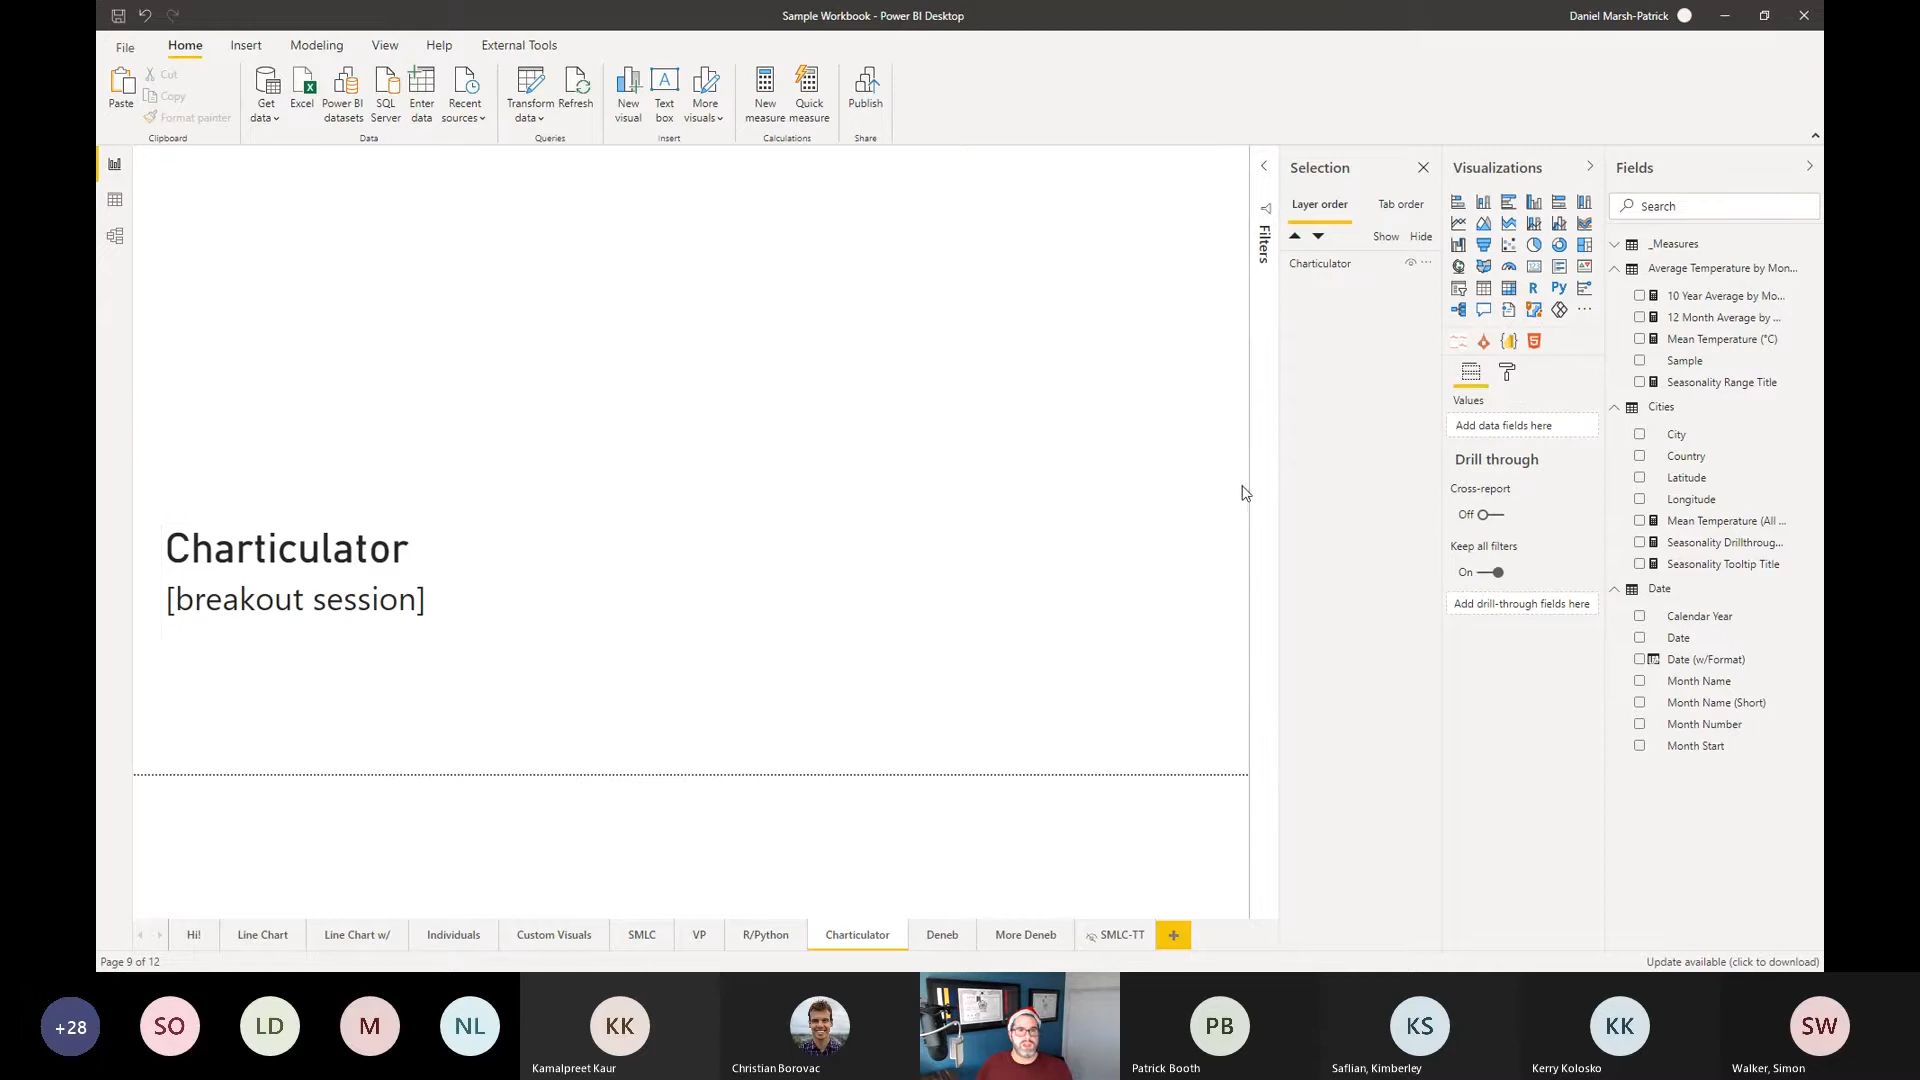 Sample Workbook - Power BI Desktop
Daniel Marsh-Patrick
File
Home
Insert
Modeling
View
Help
External Tools
Paste
Cut
Copy
Format painter
Clipboard
Get data
Excel
Power BI datasets
SQL Server
Enter data
Recent sources
Data
Transform data
Refresh
Queries
New visual
Text box
More visuals
Insert
New measure
Quick measure
Calculations
Publish
Share
Charticulator
[breakout session]
Filters
Selection
Layer order
Tab order
Show
Hide
Charticulator
Visualizations
R
Py
Values
Add data fields here
Drill through
Cross-report
Off
Keep all filters
On
Add drill-through fields here
Fields
Search
_Measures
Average Temperature by Mon...
10 Year Average by Mo...
12 Month Average by ...
Mean Temperature (°C)
Sample
Seasonality Range Title
Cities
City
Country
Latitude
Longitude
Mean Temperature (All ...
Seasonality Drillthroug...
Seasonality Tooltip Title
Date
Calendar Year
Date
Date (w/Format)
Month Name
Month Name (Short)
Month Number
Month Start
Hi!
Line Chart
Line Chart w/
Individuals
Custom Visuals
SMLC
VP
R/Python
Charticulator
Deneb
More Deneb
SMLC-TT
Page 9 of 12
Update available (click to download)
+28
SO
LD
M
NL
KK
Kamalpreet Kaur
Christian Borovac
PB
Patrick Booth
KS
Saflian, Kimberley
KK
Kerry Kolosko
SW
Walker, Simon